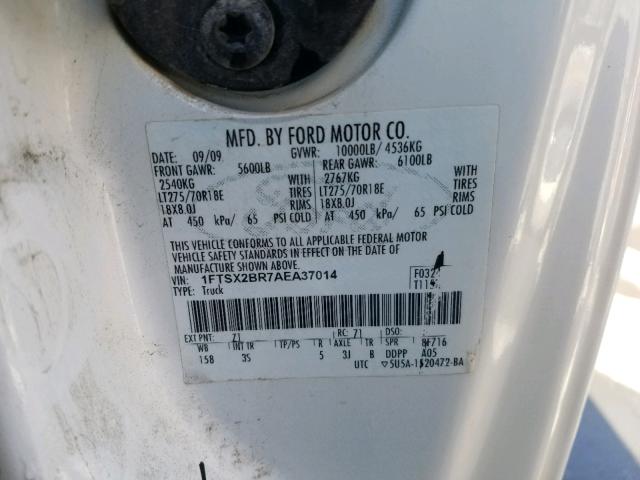 MFD. BY FORD MOTOR CO.
DATE: 09/09 GVWR: 10000LB/ 4536KG
FRONT GAWR: 5600LB REAR GAWR: 6100LB
2540KG WITH 2767KG WITH
LT275/70R18E TIRES LT275/70R18E TIRES
18X8.0J RIMS 18X8.0J RIMS
AT 450 kPa/ 65 PSI COLD AT 450 kPa/ 65 PSI COLD
THIS VEHICLE CONFORMS TO ALL APPLICABLE FEDERAL MOTOR
VEHICLE SAFETY STANDARDS IN EFFECT ON THE DATE OF
MANUFACTURE SHOWN ABOVE.
VIN: 1FTSX2BR7AEA37014 F032
TYPE: Truck
EXT PNT: Z1 RC: 71 DSO:
WB INT TR TP/PS R AXLE TR SPR
158 3S 5 3J B DDPP A05
UTC